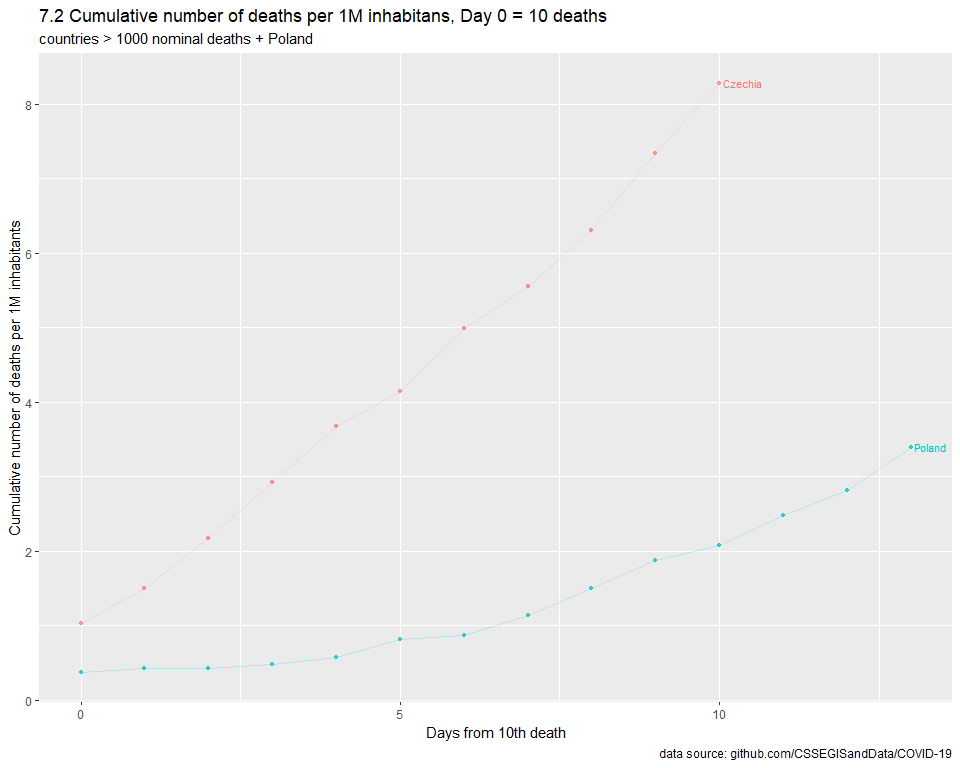 7.2 Cumulative number of deaths per 1M inhabitans, Day 0 = 10 deaths
countries > 1000 nominal deaths + Poland
Cumulative number of deaths per 1M inhabitants
8
6
4
2
0
Czechia
Poland
0 5 10
Days from 10th death
data source: github.com/CSSEGISandData/COVID-19